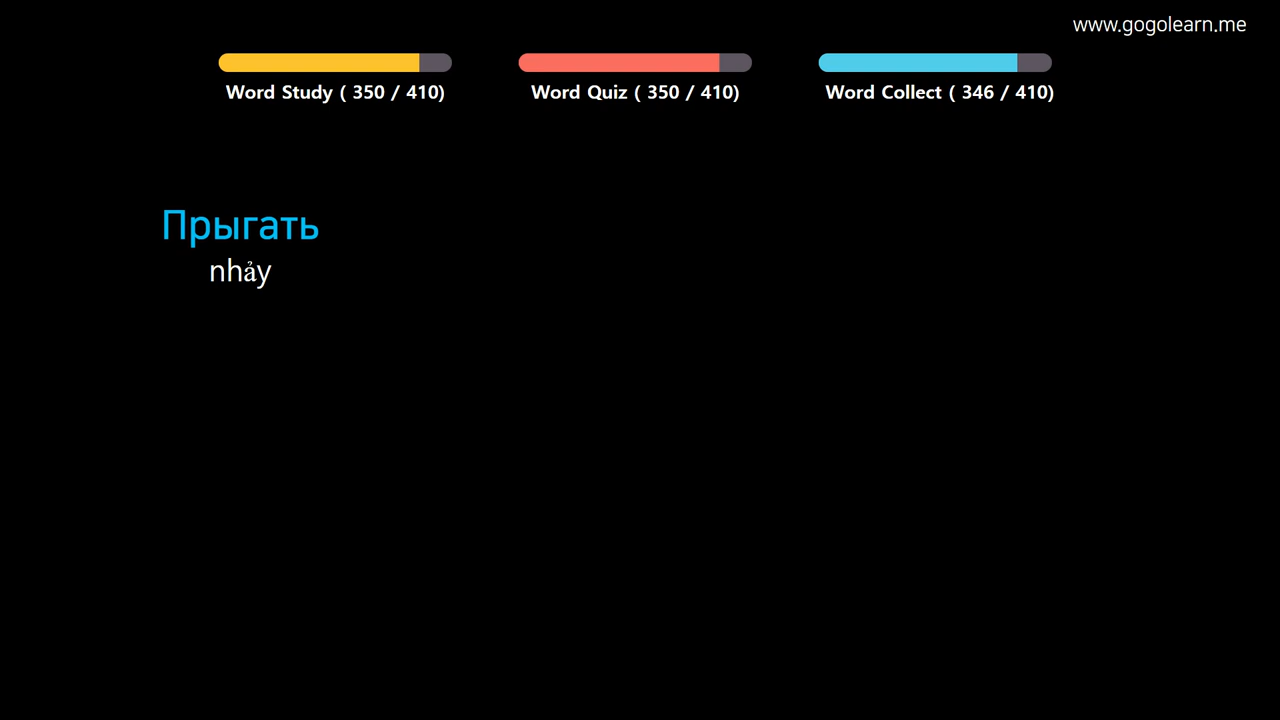 www.gogolearn.me
Word Study ( 350 / 410)
Word Quiz ( 350 / 410)
Word Collect ( 346 / 410)
Прыгать
nhảy